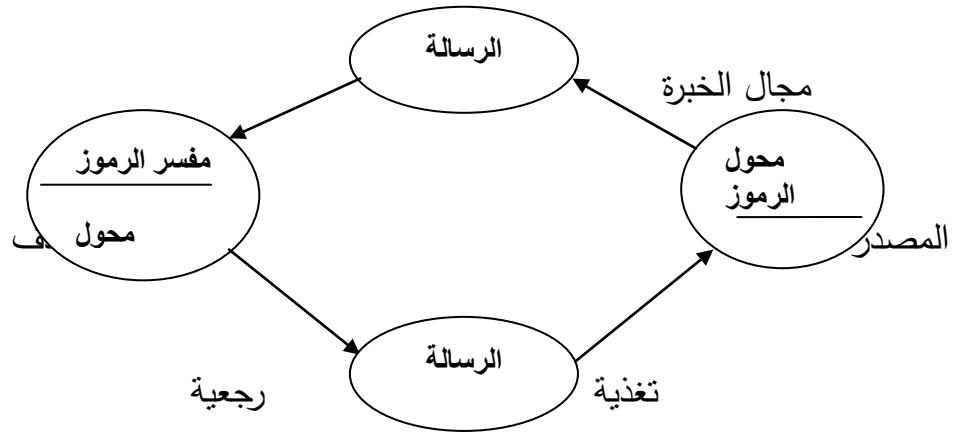 الرسالة
مجال الخبرة
محول
الرموز
المصدر
مفسر الرموز
محول
الرسالة
تغذية رجعية